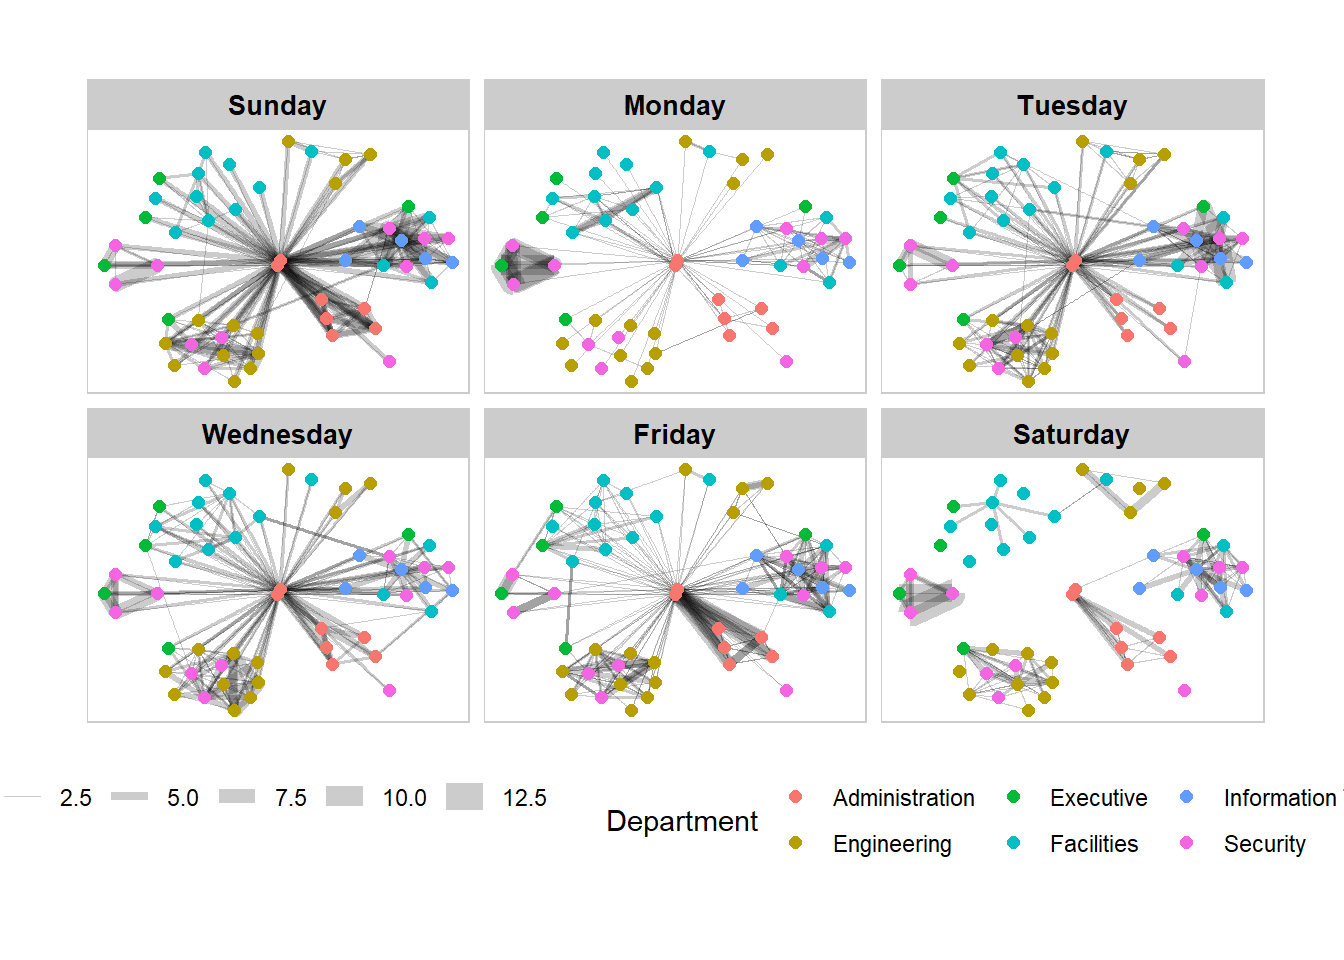 Sunday Monday Tuesday
Wednesday Friday Saturday
2.5 5.0 7.5 10.0 12.5
Department
Administration Executive Information
Engineering Facilities Security